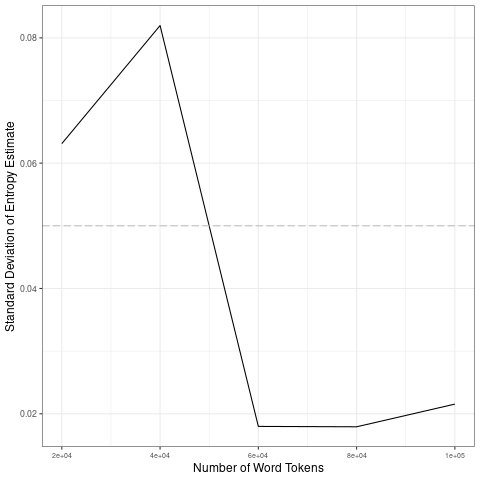 Standard Deviation of Entropy Estimate
0.08
0.06
0.04
0.02
2e+04 4e+04 6e+04 8e+04 1e+05
Number of Word Tokens